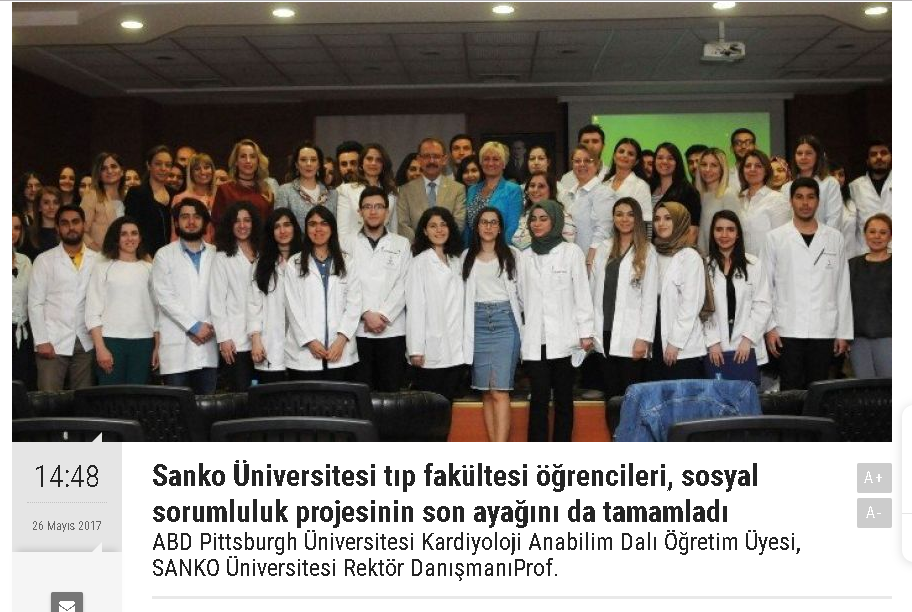 14:48
26 Mayıs 2017
Sanko Üniversitesi tıp fakültesi öğrencileri, sosyal
sorumluluk projesinin son ayağını da tamamladı
ABD Pittsburgh Üniversitesi Kardiyoloji Anabilim Dalı Öğretim Üyesi,
SANKO Üniversitesi Rektör DanışmanıProf.
A+
A-